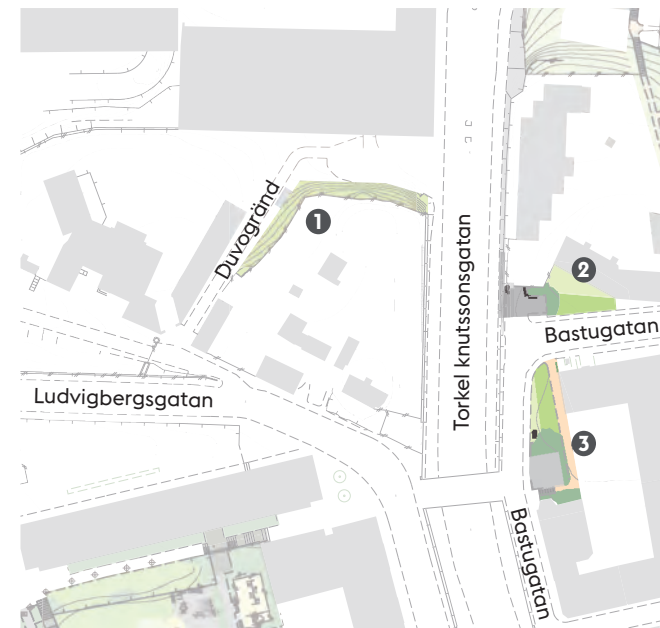 Duvogränd
1
Torkel knutssonsgatan
2
Bastugatan
Ludvigbergsgatan
3
Bastugatan